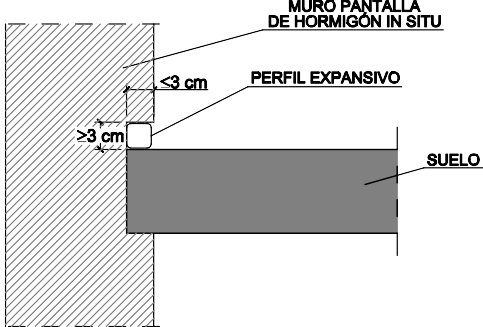 MURO PANTALLA
DE HORMIGÓN IN SITU
≤3 cm
PERFIL EXPANSIVO
≥3 cm
SUELO